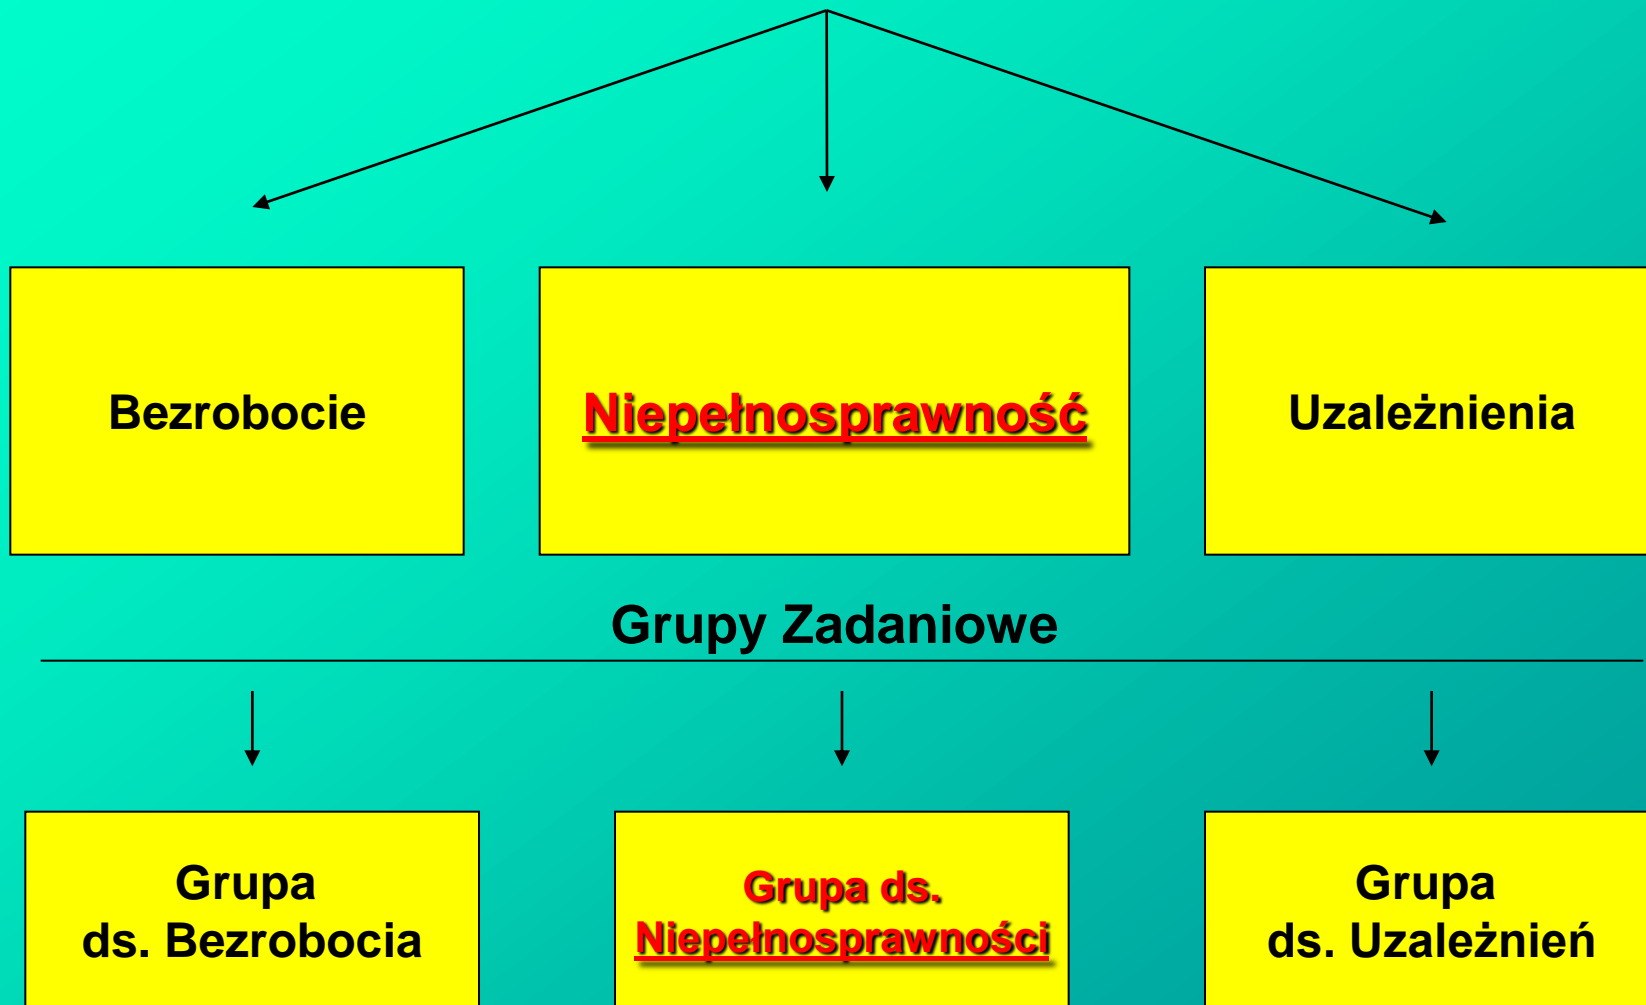 Bezrobocie
Niepełnosprawność
Uzależnienia
Grupy Zadaniowe
Grupa
ds. Bezrobocia
Grupa ds.
Niepełnosprawności
Grupa
ds. Uzależnień